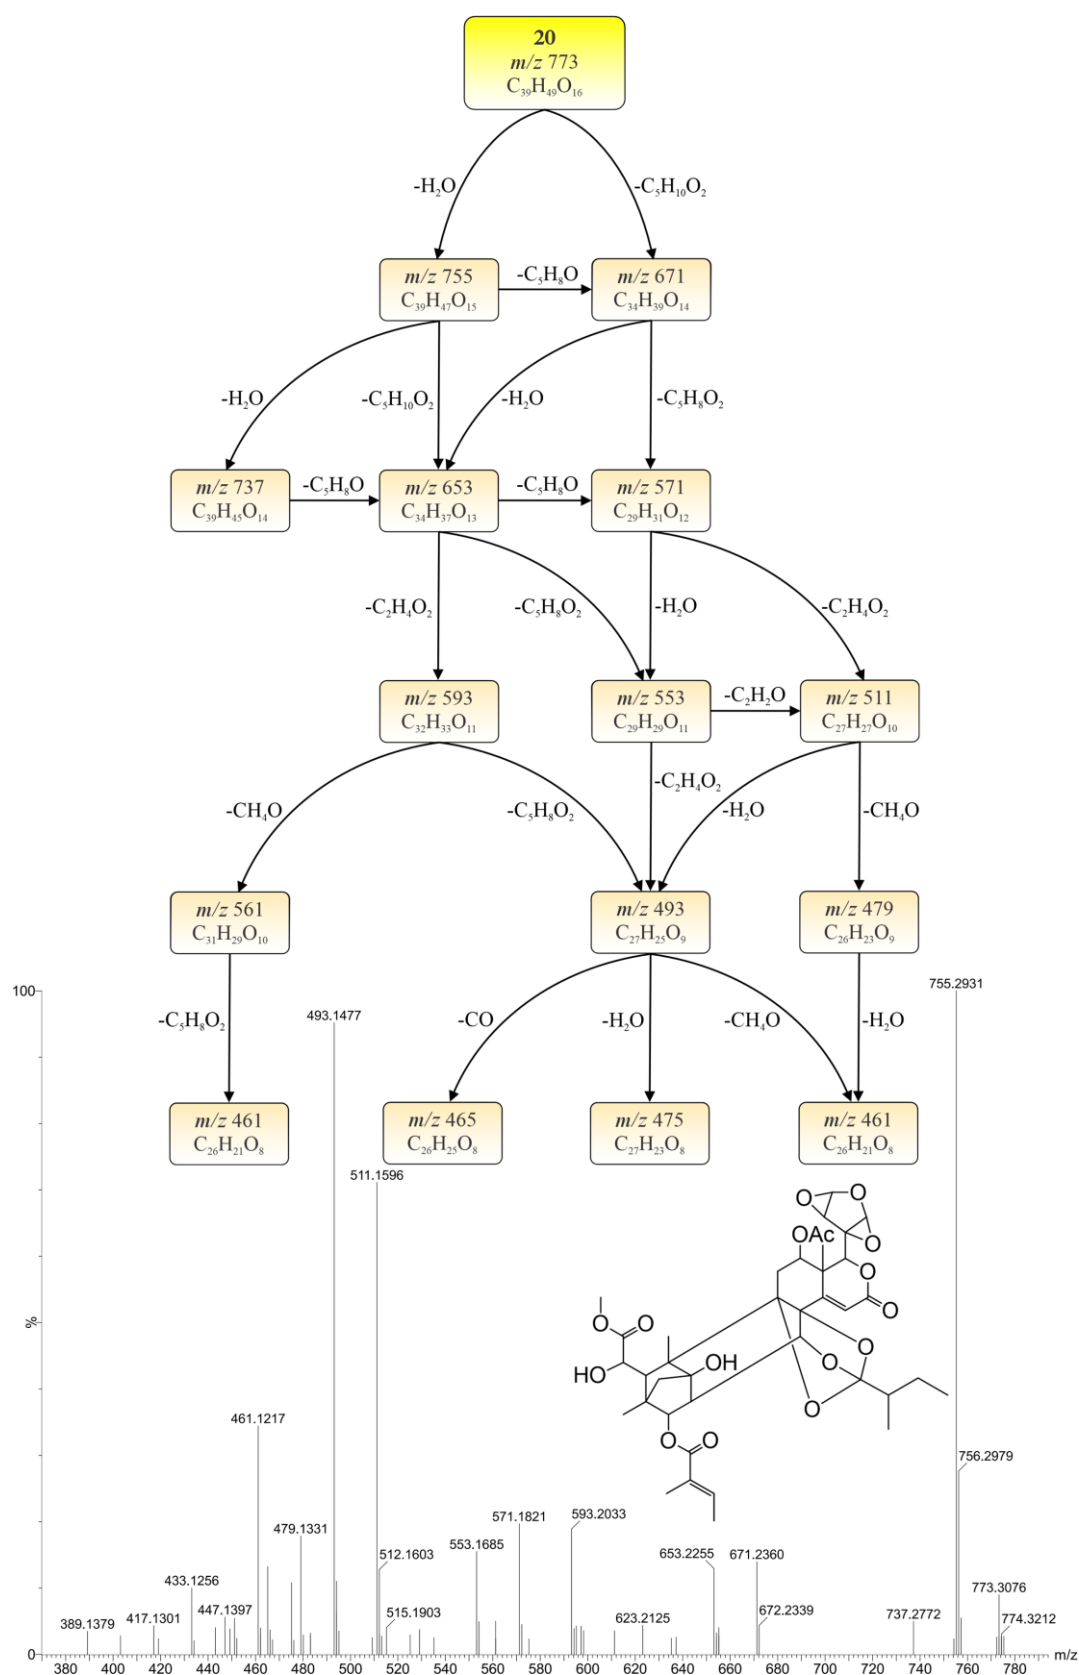 20
m/z 773
C₃₉H₄₉O₁₆
-H₂O
-C₅H₁₀O₂
m/z 755
C₃₉H₄₇O₁₅
-C₅H₈O
m/z 671
C₃₄H₃₉O₁₄
-H₂O
-C₅H₁₀O₂
-H₂O
-C₅H₈O₂
m/z 737
C₃₉H₄₅O₁₄
-C₅H₈O
m/z 653
C₃₄H₃₇O₁₃
-C₅H₈O
m/z 571
C₂₉H₃₁O₁₂
-C₂H₄O₂
-C₅H₈O₂
-H₂O
-C₂H₄O₂
m/z 593
C₃₂H₃₃O₁₁
m/z 553
C₂₉H₂₉O₁₁
-C₂H₂O
m/z 511
C₂₇H₂₇O₁₀
-CH₄O
-C₅H₈O₂
-C₂H₄O₂
-H₂O
-CH₄O
m/z 561
C₃₁H₂₉O₁₀
m/z 493
C₂₇H₂₅O₉
m/z 479
C₂₆H₂₃O₉
-C₅H₈O₂
-CO
-H₂O
-CH₄O
-H₂O
m/z 461
C₂₆H₂₁O₈
m/z 465
C₂₆H₂₅O₈
m/z 475
C₂₇H₂₃O₈
m/z 461
C₂₆H₂₁O₈
100
%
0
755.2931
493.1477
511.1596
461.1217
756.2979
479.1331
571.1821
593.2033
553.1685
512.1603
653.2255
671.2360
433.1256
773.3076
447.1397
417.1301
389.1379
515.1903
623.2125
672.2339
737.2772
774.3212
O
O
O
OAc
O
O
O
O
HO
OH
O
O
O
O
O
380 400 420 440 460 480 500 520 540 560 580 600 620 640 660 680 700 720 740 760 780 m/z